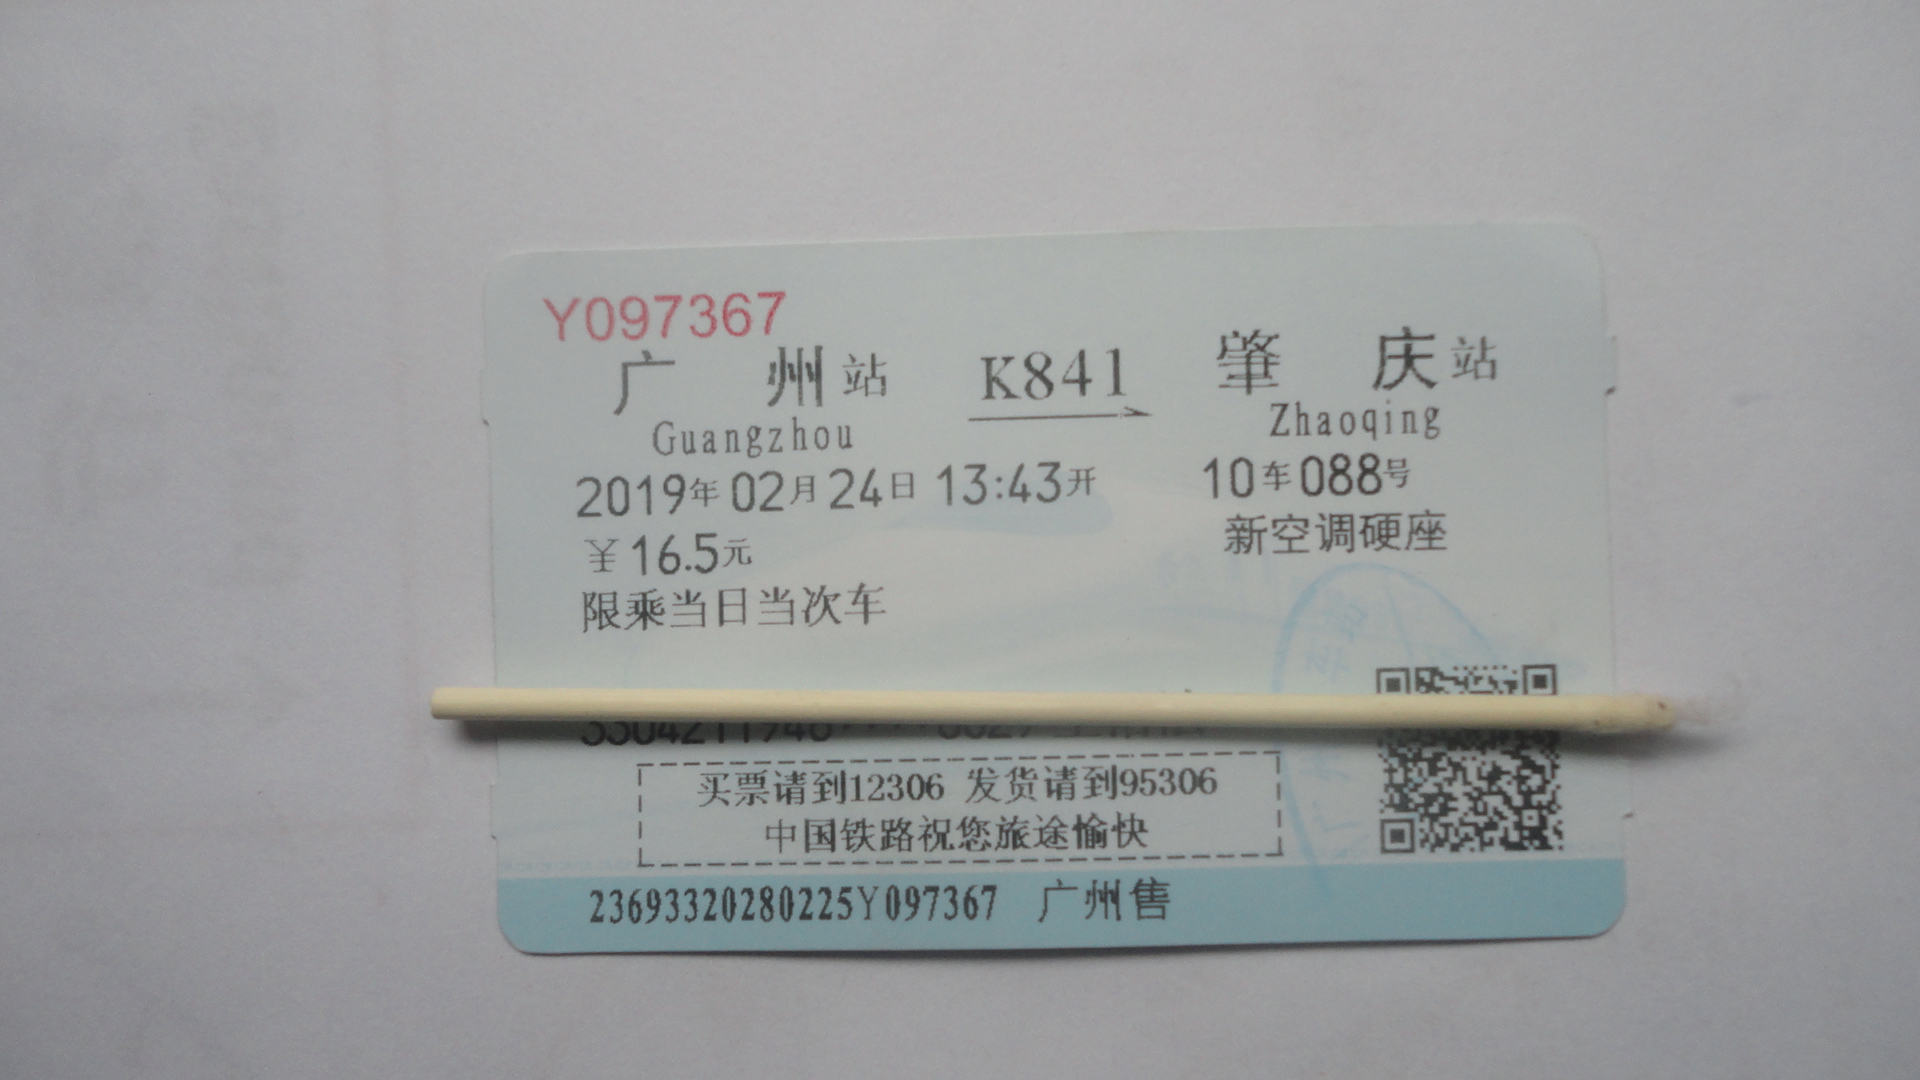 Y097367
广州站 K841 肇庆站
Guangzhou Zhaoqing
2019年02月24日 13:43开 10车088号
¥16.5元 新空调硬座
限乘当日当次车
买票请到12306 发货请到95306
中国铁路祝您旅途愉快
23693320280225Y097367 广州售